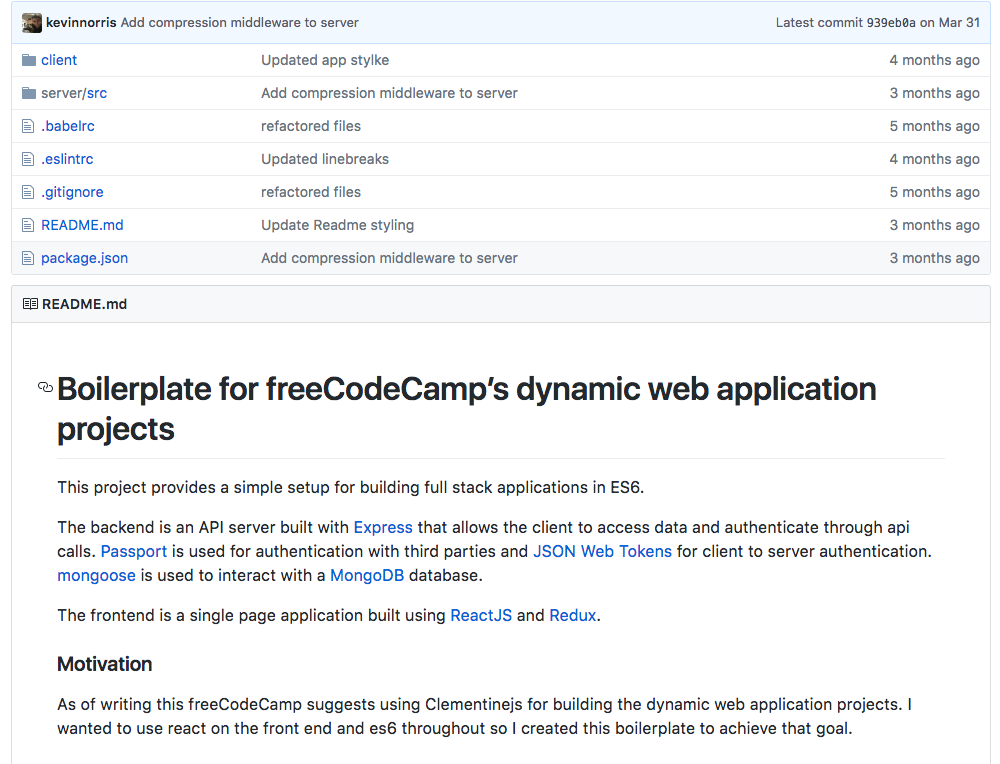 kevinnorris Add compression middleware to server Latest commit 939eb0a on Mar 31
client Updated app stylke 4 months ago
server/src Add compression middleware to server 3 months ago
.babelrc refactored files 5 months ago
.eslintrc Updated linebreaks 4 months ago
.gitignore refactored files 5 months ago
README.md Update Readme styling 3 months ago
package.json Add compression middleware to server 3 months ago
README.md
Boilerplate for freeCodeCamp’s dynamic web application
projects
This project provides a simple setup for building full stack applications in ES6.
The backend is an API server built with Express that allows the client to access data and authenticate through api
calls. Passport is used for authentication with third parties and JSON Web Tokens for client to server authentication.
mongoose is used to interact with a MongoDB database.
The frontend is a single page application built using ReactJS and Redux.
Motivation
As of writing this freeCodeCamp suggests using Clementinejs for building the dynamic web application projects. I
wanted to use react on the front end and es6 throughout so I created this boilerplate to achieve that goal.